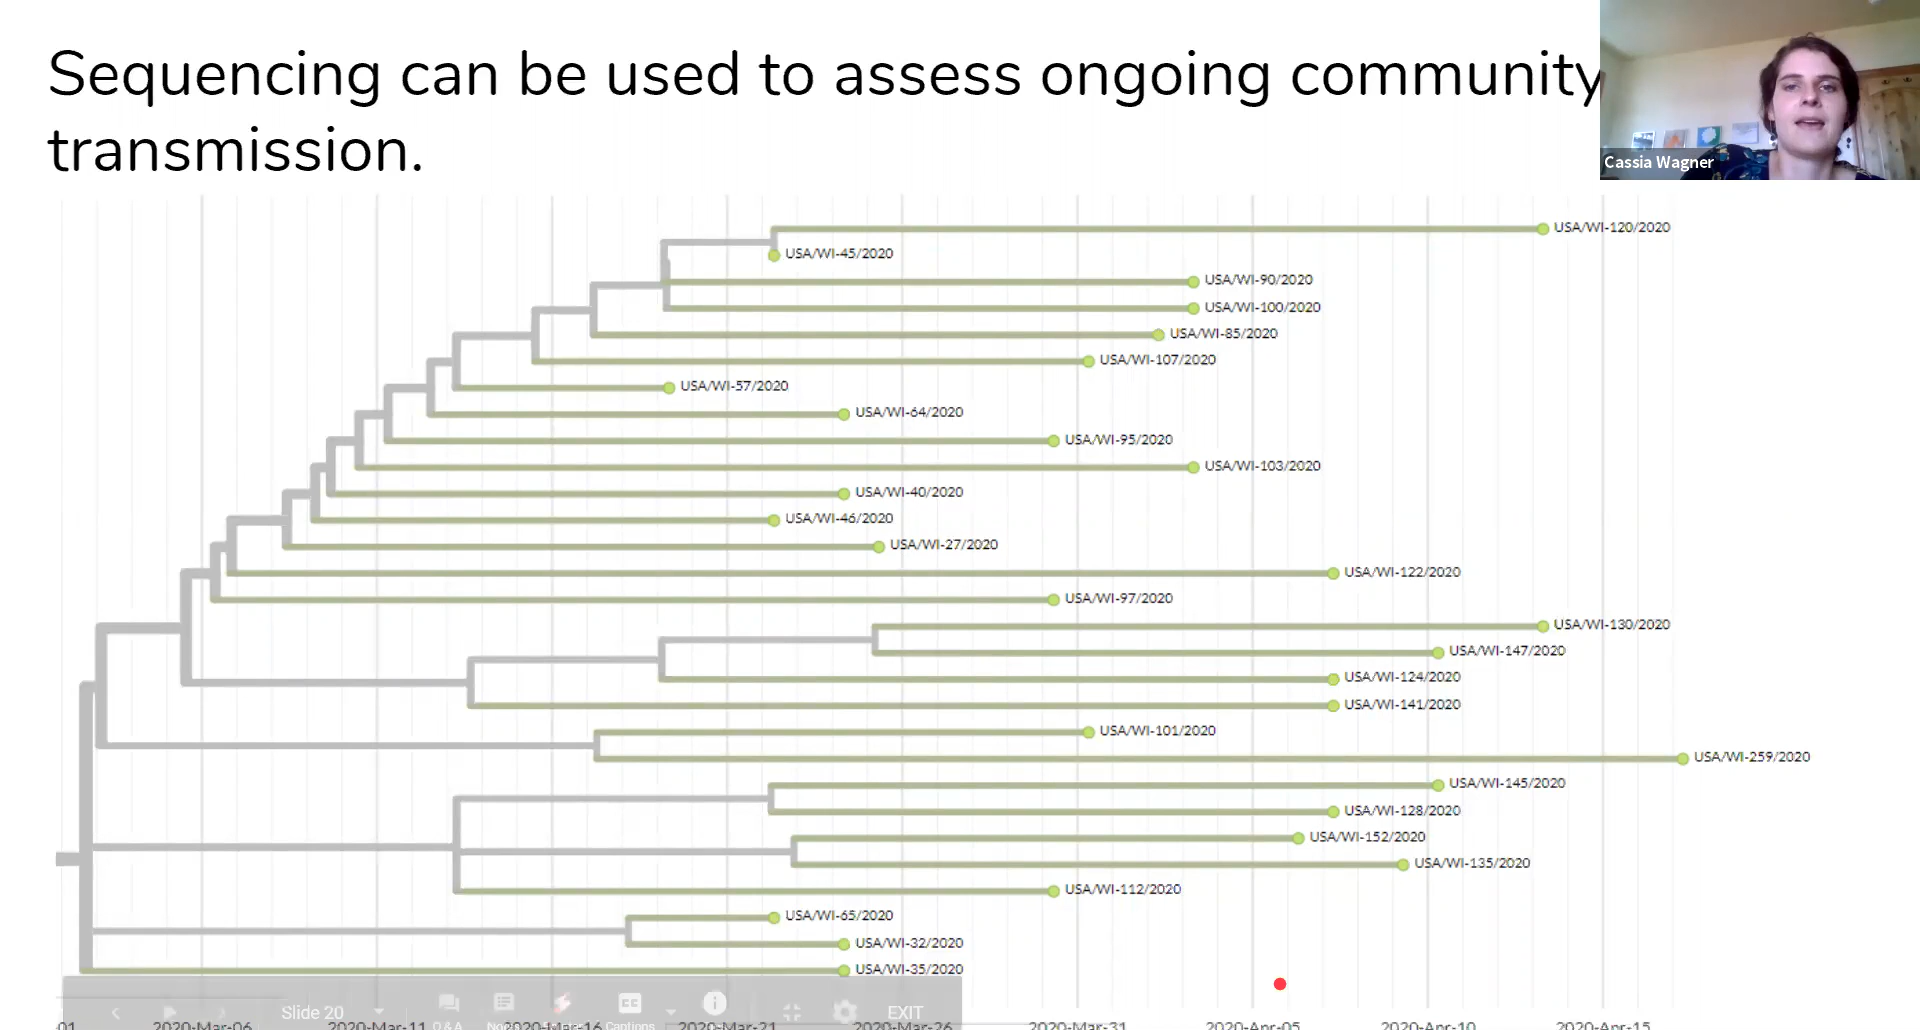 Sequencing can be used to assess ongoing community
transmission.
Cassia Wagner
USA/WI-120/2020
USA/WI-45/2020
USA/WI-90/2020
USA/WI-100/2020
USA/WI-85/2020
USA/WI-107/2020
USA/WI-57/2020
USA/WI-64/2020
USA/WI-95/2020
USA/WI-103/2020
USA/WI-40/2020
USA/WI-46/2020
USA/WI-27/2020
USA/WI-122/2020
USA/WI-97/2020
USA/WI-130/2020
USA/WI-147/2020
USA/WI-124/2020
USA/WI-141/2020
USA/WI-101/2020
USA/WI-259/2020
USA/WI-145/2020
USA/WI-128/2020
USA/WI-152/2020
USA/WI-135/2020
USA/WI-112/2020
USA/WI-65/2020
USA/WI-32/2020
USA/WI-35/2020
Slide 20 CC EXIT
Q & A Captions
01 2020-Mar-06 2020-Mar-11 16 2020-Mar-21 2020-Mar-26 2020-Mar-31 2020-Apr-05 2020-Apr-10 2020-Apr-15